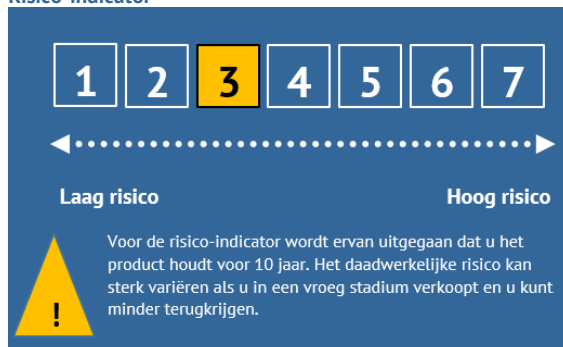 Risico-indicator
1 2 3 4 5 6 7
Laag risico Hoog risico
Voor de risico-indicator wordt ervan uitgegaan dat u het
product houdt voor 10 jaar. Het daadwerkelijke risico kan
sterk variëren als u in een vroeg stadium verkoopt en u kunt
minder terugkrijgen.
!